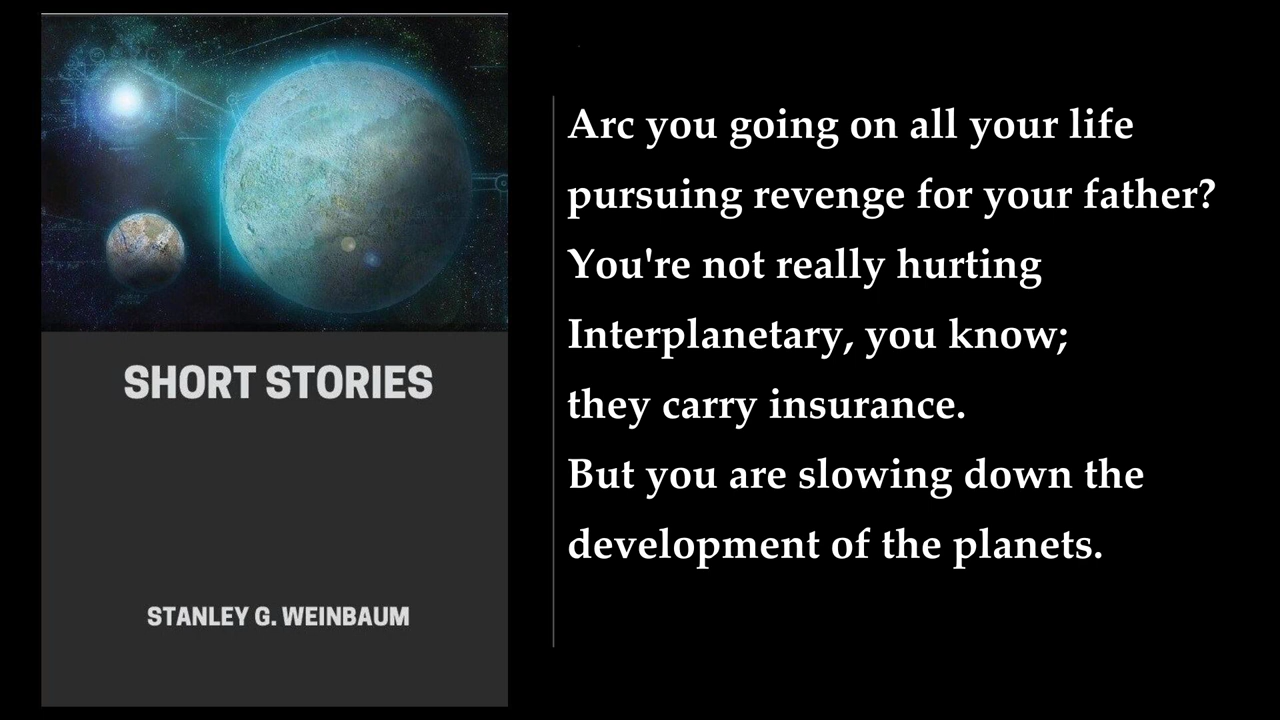 SHORT STORIES
STANLEY G. WEINBAUM
Arc you going on all your life
pursuing revenge for your father?
You're not really hurting
Interplanetary, you know;
they carry insurance.
But you are slowing down the
development of the planets.